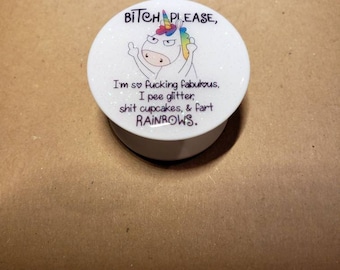 BiTCH PLEASE,
I'm so fucking fabulous,
I pee glitter,
shit cupcakes, & fart
RAiNBOWS.